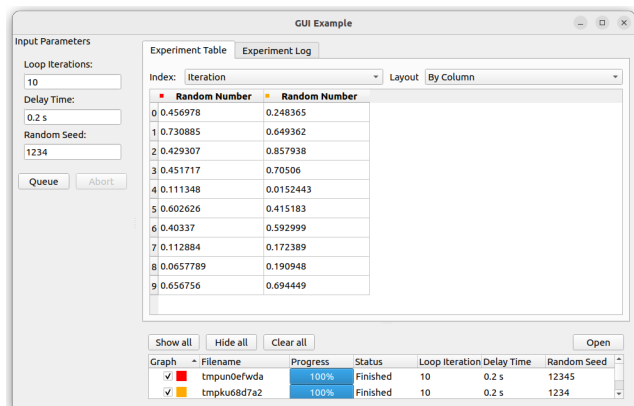 GUI Example
Input Parameters
Loop Iterations:
10
Delay Time:
0.2 s
Random Seed:
1234
Queue Abort
Experiment Table Experiment Log
Index: Iteration Layout By Column
Random Number Random Number
0 0.456978 0.248365
1 0.730885 0.649362
2 0.429307 0.857938
3 0.451717 0.70506
4 0.111348 0.0152443
5 0.602626 0.415183
6 0.40337 0.592999
7 0.112884 0.172389
8 0.0657789 0.190948
9 0.656756 0.694449
Show all Hide all Clear all Open
Graph Filename Progress Status Loop Iteration Delay Time Random Seed
tmpun0efwda 100% Finished 10 0.2 s 12345
tmpku68d7a2 100% Finished 10 0.2 s 1234